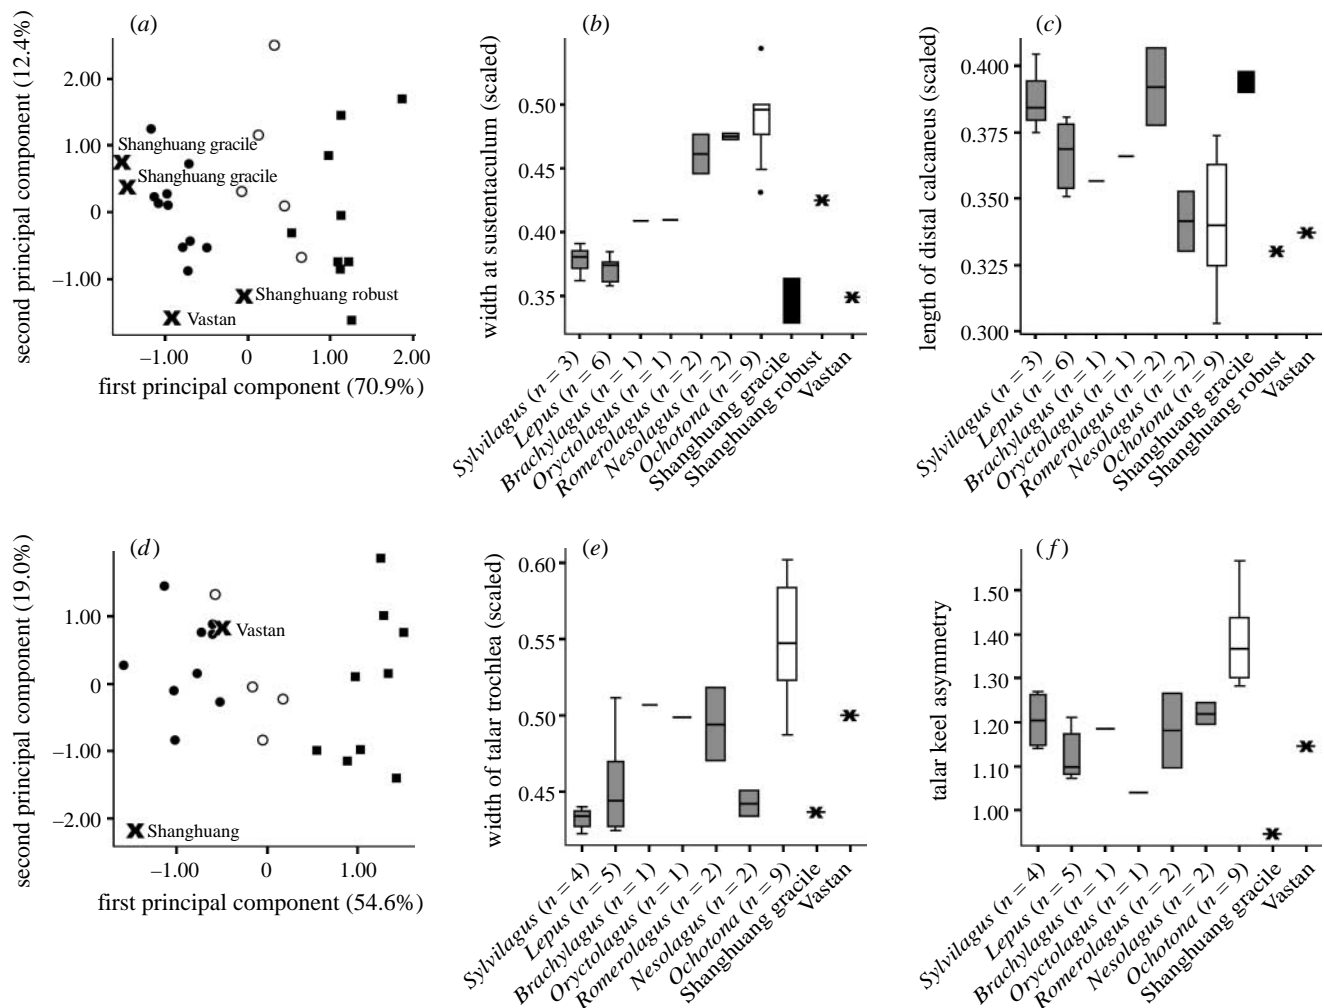 (a)
second principal component (12.4%)
2.00
1.00
0
−1.00
Shanghuang gracile
Shanghuang gracile
Shanghuang robust
Vastan
−1.00 0 1.00 2.00
first principal component (70.9%)
(b)
width at sustentaculum (scaled)
0.50
0.45
0.40
0.35
Sylvilagus (n = 3)
Lepus (n = 6)
Brachylagus (n = 1)
Oryctolagus (n = 1)
Romerolagus (n = 2)
Nesolagus (n = 2)
Ochotona (n = 9)
Shanghuang gracile
Shanghuang robust
Vastan
(c)
length of distal calcaneus (scaled)
0.400
0.375
0.350
0.325
0.300
Sylvilagus (n = 3)
Lepus (n = 6)
Brachylagus (n = 1)
Oryctolagus (n = 1)
Romerolagus (n = 2)
Nesolagus (n = 2)
Ochotona (n = 9)
Shanghuang gracile
Shanghuang robust
Vastan
(d)
second principal component (19.0%)
1.00
0
−1.00
−2.00
Vastan
Shanghuang
−1.00 0 1.00
first principal component (54.6%)
(e)
width of talar trochlea (scaled)
0.60
0.55
0.50
0.45
Sylvilagus (n = 4)
Lepus (n = 5)
Brachylagus (n = 1)
Oryctolagus (n = 1)
Romerolagus (n = 2)
Nesolagus (n = 2)
Ochotona (n = 9)
Shanghuang gracile
Vastan
(f)
talar keel asymmetry
1.50
1.40
1.30
1.20
1.10
1.00
Sylvilagus (n = 4)
Lepus (n = 5)
Brachylagus (n = 1)
Oryctolagus (n = 1)
Romerolagus (n = 2)
Nesolagus (n = 2)
Ochotona (n = 9)
Shanghuang gracile
Vastan